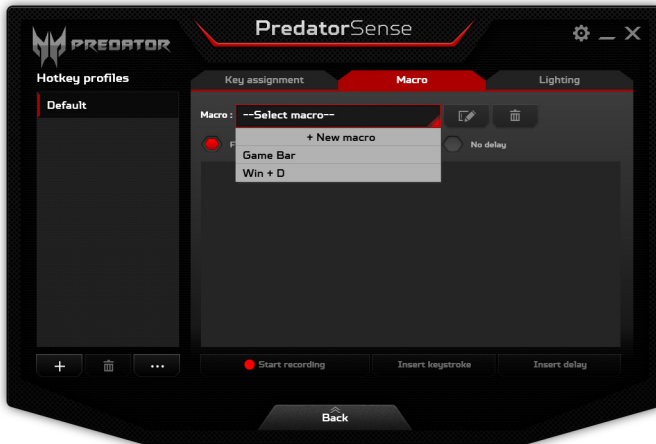 PredatorSense
PREDATOR
Hotkey profiles
Default
Key assignment
Macro
Lighting
Macro :
--Select macro--
+ New macro
Game Bar
Win + D
No delay
Start recording
Insert keystroke
Insert delay
Back